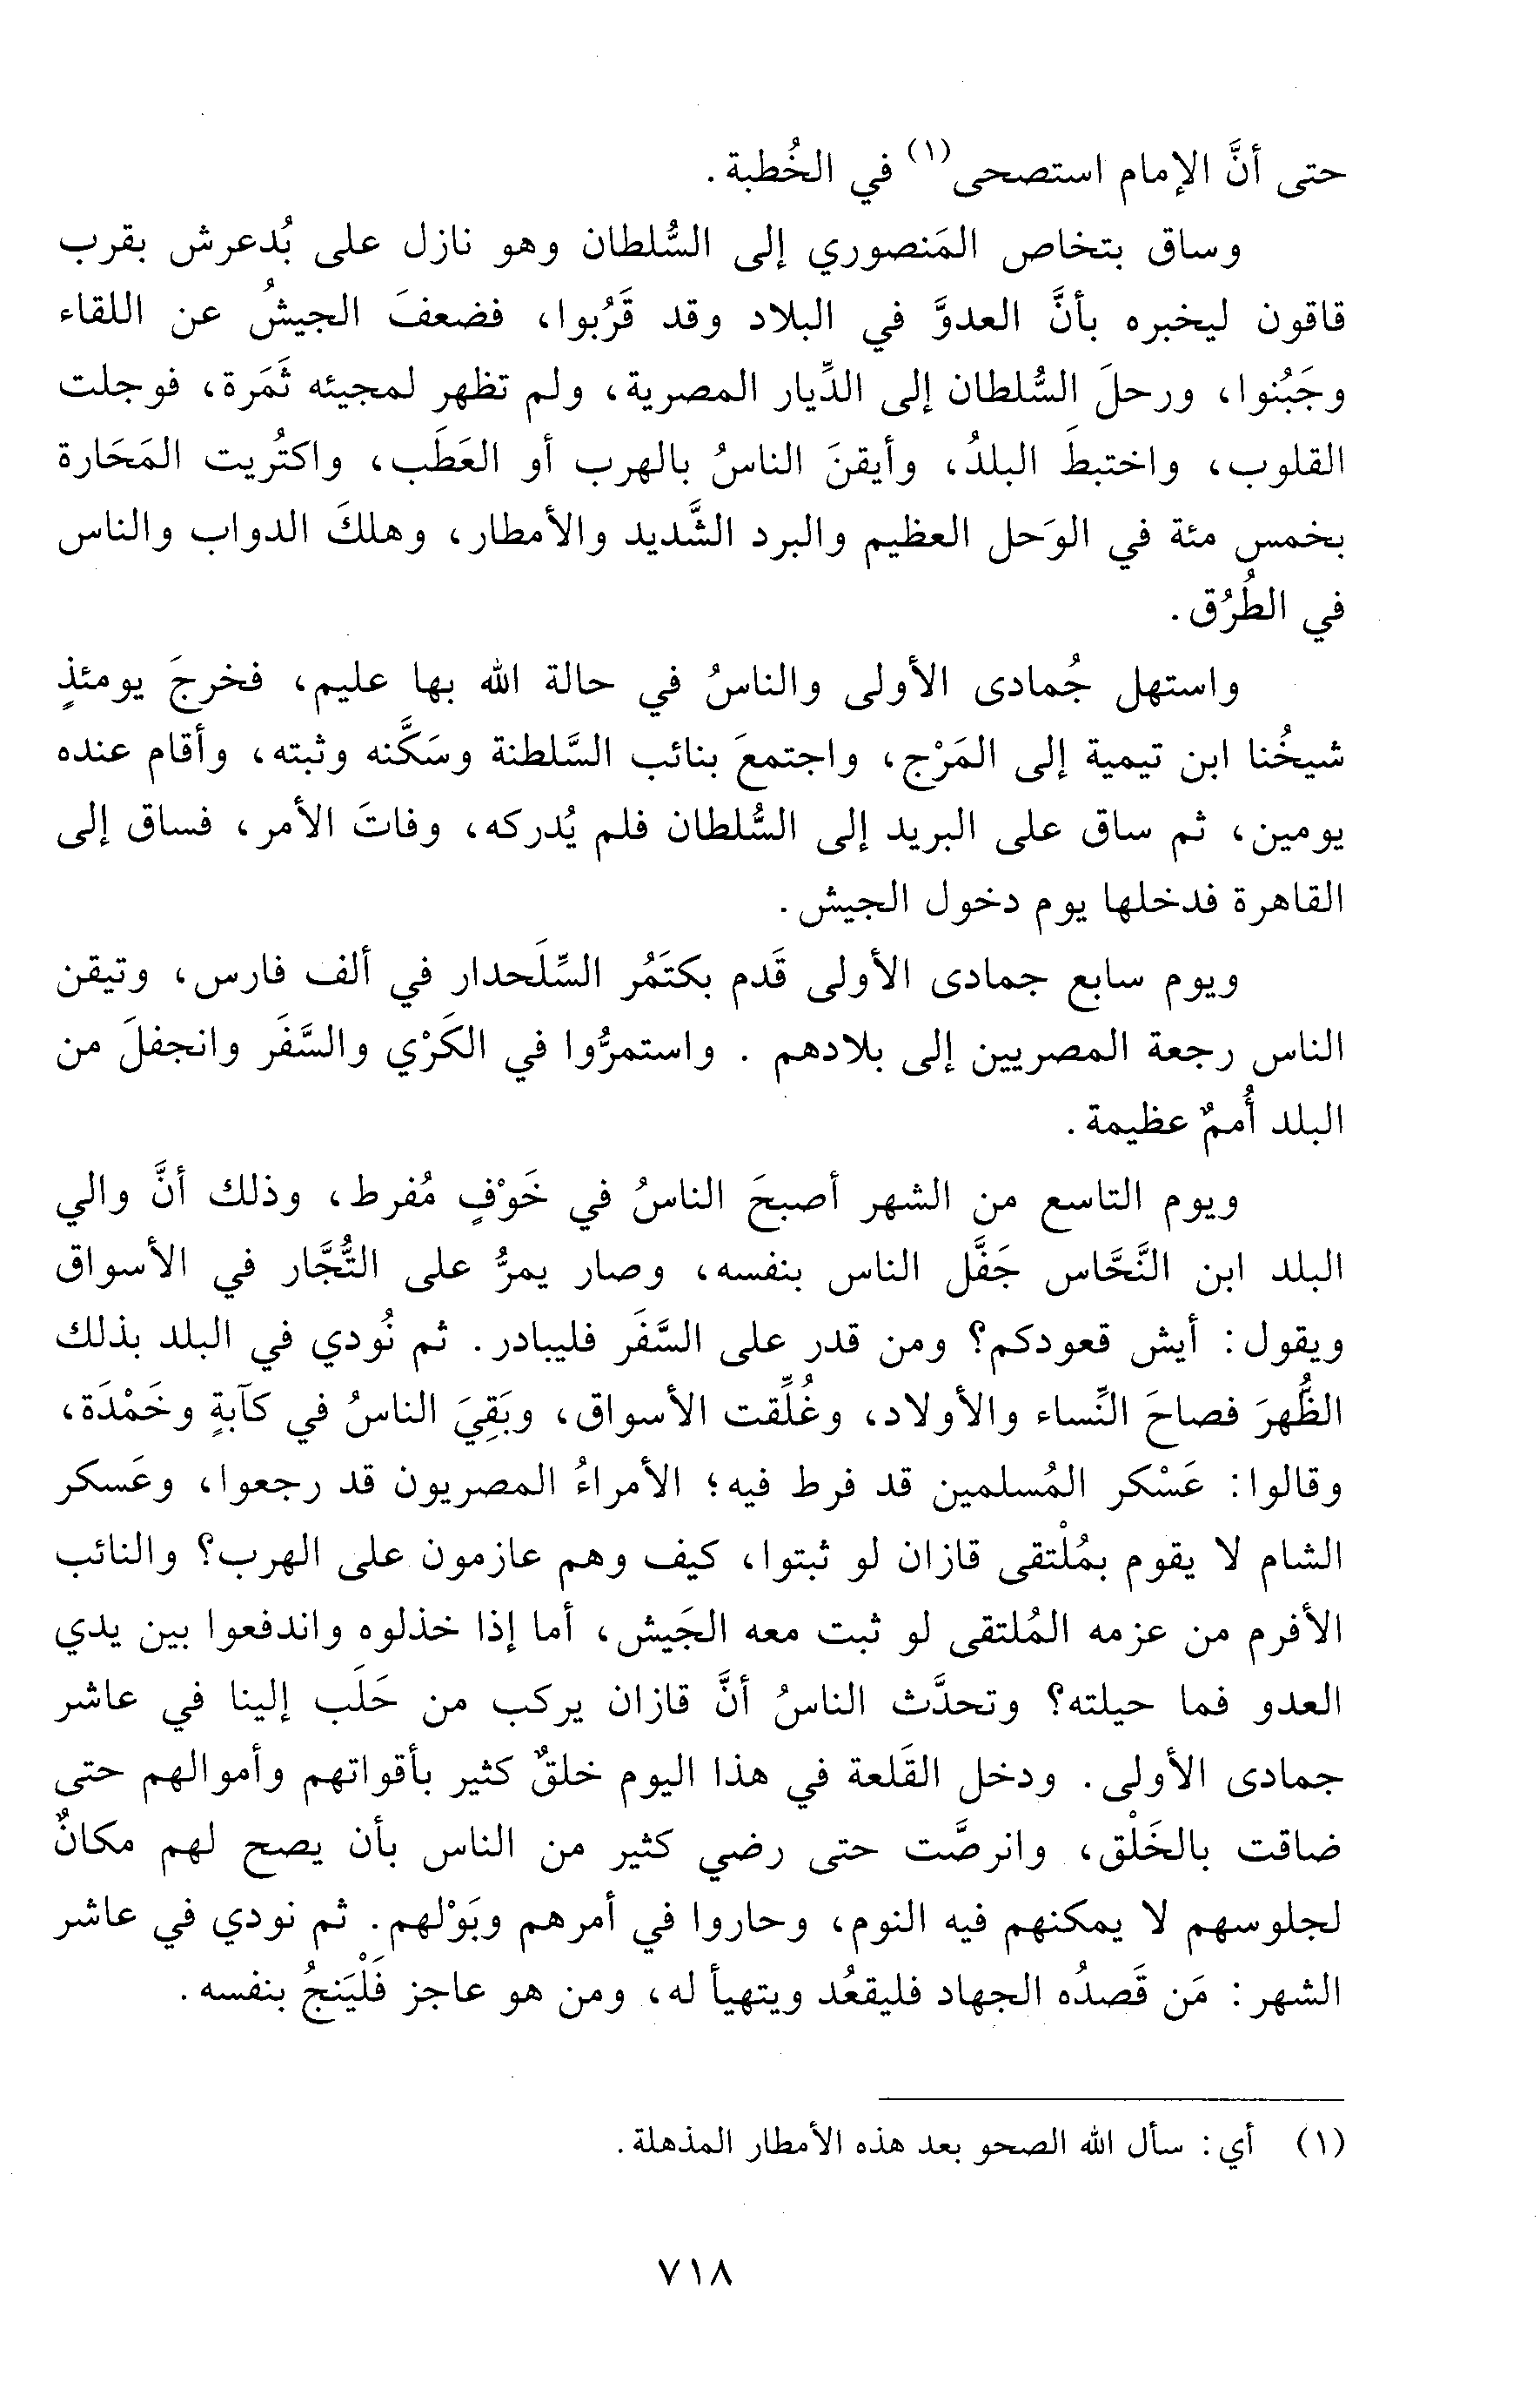 حتى أنَّ الإمام استصحى(١) في الخُطبة.
وساق بتخاص المَنصوري إلى السُّلطان وهو نازل على بُدعرش بقرب
قاقون ليخبره بأنَّ العدوَّ في البلاد وقد قَرُبوا، فضعفَ الجيشُ عن اللقاء
وجَبُنوا، ورحلَ السُّلطان إلى الدِّيار المصرية، ولم تظهر لمجيئه ثَمَرة، فوجلت
القلوب، واختبطَ البلدُ، وأيقنَ الناسُ بالهرب أو العَطَب، واكتُريت المَحَارة
بخمس مئة في الوَحل العظيم والبرد الشَّديد والأمطار، وهلكَ الدواب والناس
في الطُرُق.
واستهل جُمادى الأولى والناسُ في حالة الله بها عليم، فخرجَ يومئذٍ
شيخُنا ابن تيمية إلى المَرْج، واجتمعَ بنائب السَّلطنة وسَكَّنه وثبته، وأقام عنده
يومين، ثم ساق على البريد إلى السُّلطان فلم يُدركه، وفاتَ الأمر، فساق إلى
القاهرة فدخلها يوم دخول الجيش.
ويوم سابع جمادى الأولى قَدم بكتَمُر السِّلَحدار في ألف فارس، وتيقن
الناس رجعة المصريين إلى بلادهم . واستمرُّوا في الكَرْي والسَّفَر وانجفلَ من
البلد أُممٌ عظيمة.
ويوم التاسع من الشهر أصبحَ الناسُ في خَوْفٍ مُفرط، وذلك أنَّ والي
البلد ابن النَّحَّاس جَفَّل الناس بنفسه، وصار يمرُّ على التُّجَّار في الأسواق
ويقول: أيش قعودكم؟ ومن قدر على السَّفَر فليبادر. ثم نُودي في البلد بذلك
الظُّهرَ فصاحَ النِّساء والأولاد، وغُلِّقت الأسواق، وبَقِيَ الناسُ في كآبةٍ وخَمْدَة،
وقالوا: عَسْكر المُسلمين قد فرط فيه؛ الأمراءُ المصريون قد رجعوا، وعَسكر
الشام لا يقوم بمُلْتقى قازان لو ثبتوا، كيف وهم عازمون على الهرب؟ والنائب
الأفرم من عزمه المُلتقى لو ثبت معه الجَيش، أما إذا خذلوه واندفعوا بين يدي
العدو فما حيلته؟ وتحدَّث الناسُ أنَّ قازان يركب من حَلَب إلينا في عاشر
جمادى الأولى. ودخل القَلعة في هذا اليوم خلقٌ كثير بأقواتهم وأموالهم حتى
ضاقت بالخَلْق، وانرصَّت حتى رضي كثير من الناس بأن يصح لهم مكانٌ
لجلوسهم لا يمكنهم فيه النوم، وحاروا في أمرهم وبَوْلهم. ثم نودي في عاشر
الشهر: مَن قَصدُه الجهاد فليقعُد ويتهيأ له، ومن هو عاجز فَلْيَنجُ بنفسه.
(١) أي: سأل الله الصحو بعد هذه الأمطار المذهلة.
٧١٨